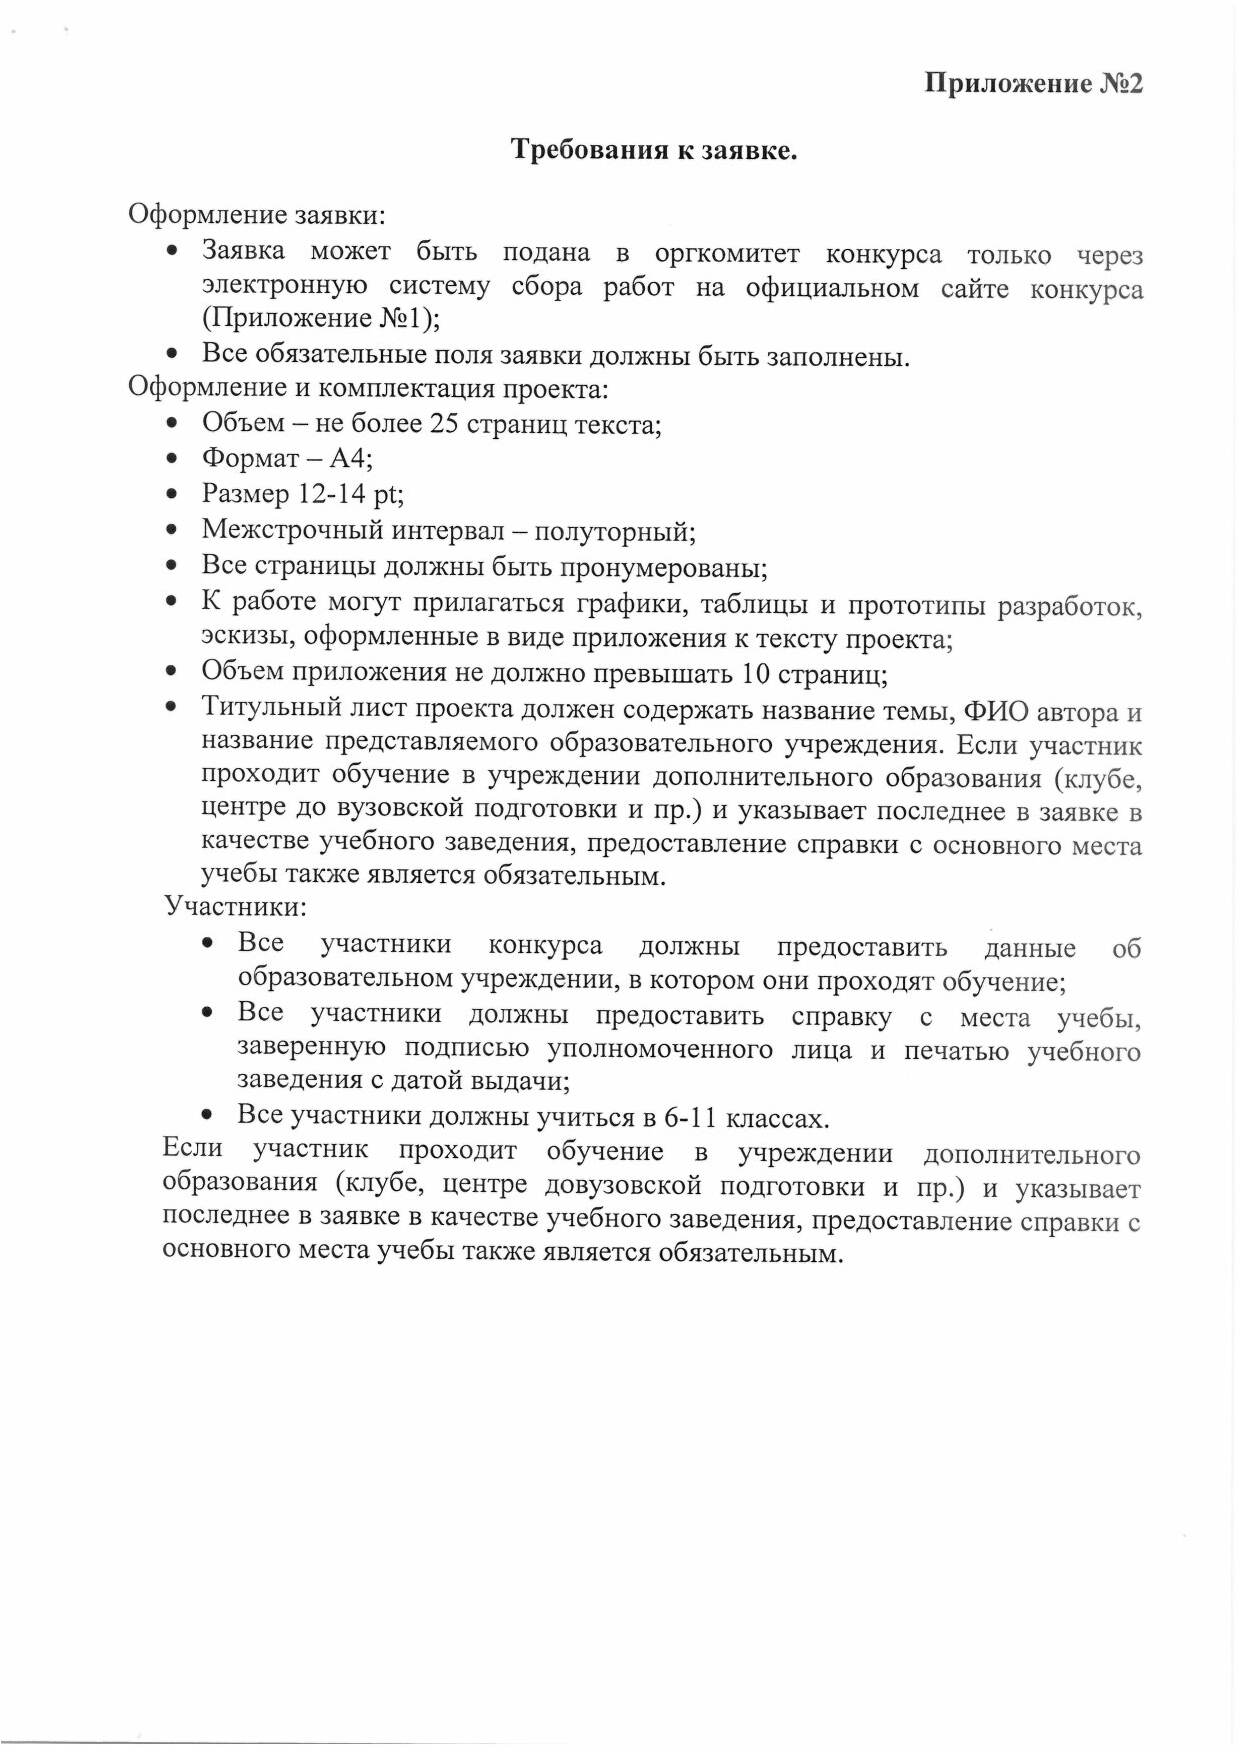 Приложение №2
Требования к заявке.
Оформление заявки:
• Заявка может быть подана в оргкомитет конкурса только через
электронную систему сбора работ на официальном сайте конкурса
(Приложение №1);
• Все обязательные поля заявки должны быть заполнены.
Оформление и комплектация проекта:
• Объем – не более 25 страниц текста;
• Формат – А4;
• Размер 12-14 pt;
• Межстрочный интервал – полуторный;
• Все страницы должны быть пронумерованы;
• К работе могут прилагаться графики, таблицы и прототипы разработок,
эскизы, оформленные в виде приложения к тексту проекта;
• Объем приложения не должно превышать 10 страниц;
• Титульный лист проекта должен содержать название темы, ФИО автора и
название представляемого образовательного учреждения. Если участник
проходит обучение в учреждении дополнительного образования (клубе,
центре до вузовской подготовки и пр.) и указывает последнее в заявке в
качестве учебного заведения, предоставление справки с основного места
учебы также является обязательным.
Участники:
• Все участники конкурса должны предоставить данные об
образовательном учреждении, в котором они проходят обучение;
• Все участники должны предоставить справку с места учебы,
заверенную подписью уполномоченного лица и печатью учебного
заведения с датой выдачи;
• Все участники должны учиться в 6-11 классах.
Если участник проходит обучение в учреждении дополнительного
образования (клубе, центре довузовской подготовки и пр.) и указывает
последнее в заявке в качестве учебного заведения, предоставление справки с
основного места учебы также является обязательным.